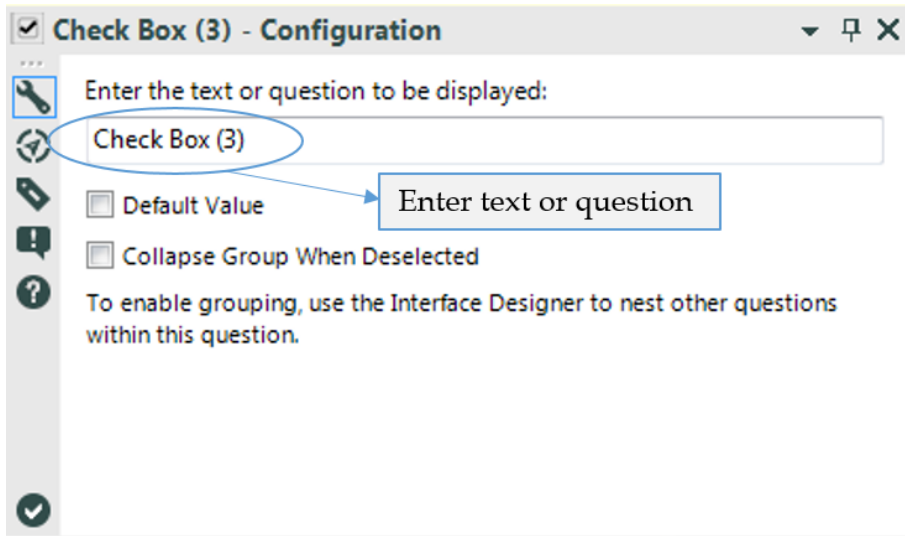 Check Box (3) - Configuration
Enter the text or question to be displayed:
Check Box (3)
Enter text or question
Default Value
Collapse Group When Deselected
To enable grouping, use the Interface Designer to nest other questions
within this question.